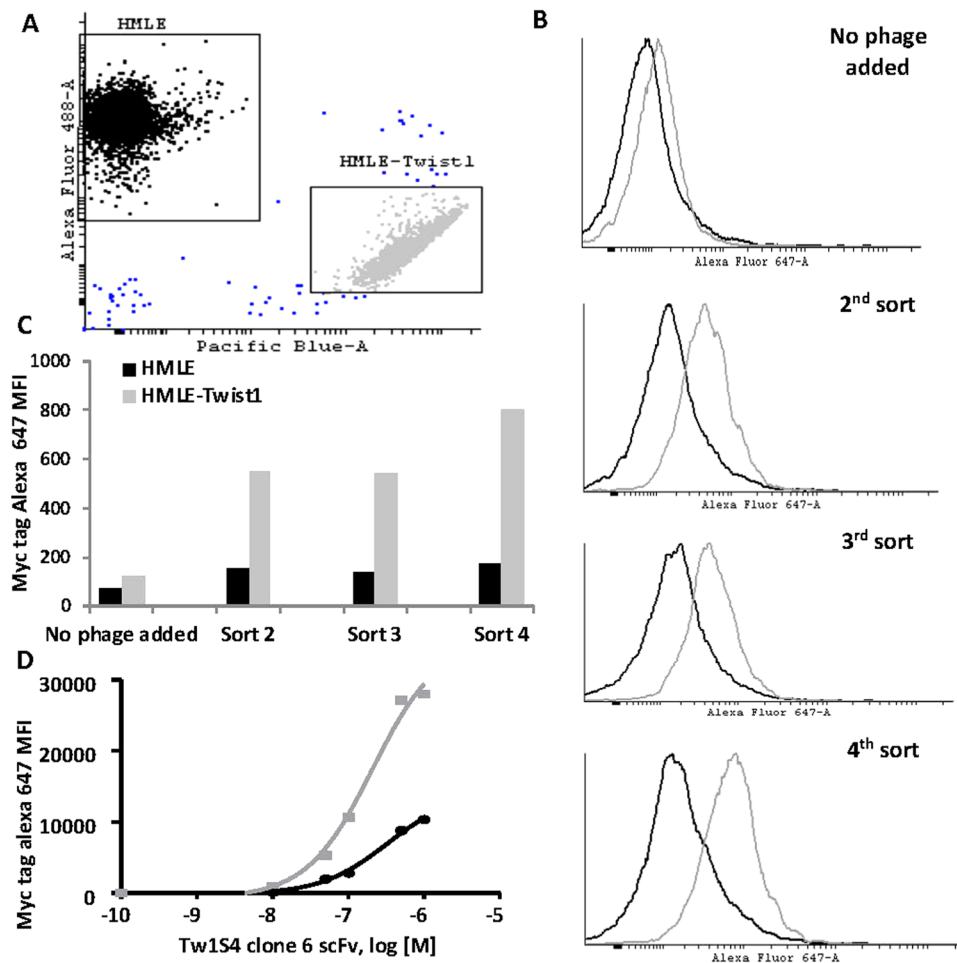 A
HMLE
HMLE-Twist1
Alexa Fluor 488-A
Pacific Blue-A
B
No phage
added
Alexa Fluor 647-A
2nd sort
Alexa Fluor 647-A
3rd sort
Alexa Fluor 647-A
4th sort
Alexa Fluor 647-A
C
Myc tag Alexa 647 MFI
1000
800
600
400
200
0
HMLE
HMLE-Twist1
No phage added
Sort 2
Sort 3
Sort 4
D
Myc tag alexa 647 MFI
30000
20000
10000
0
-10
-9
-8
-7
-6
-5
Tw1S4 clone 6 scFv, log [M]